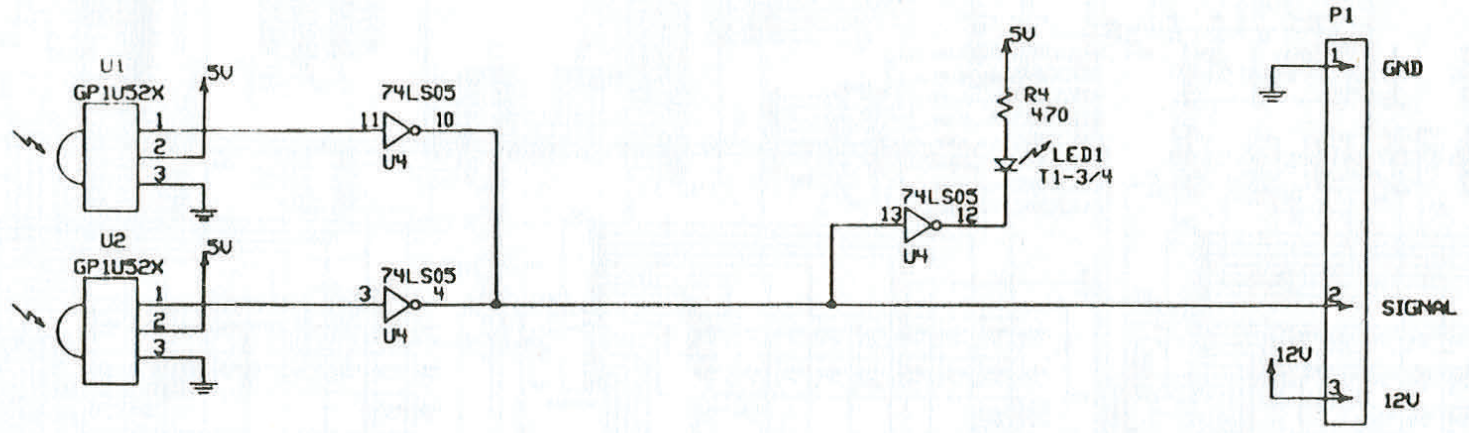 U1
GP1U52X
1
2
3
5V
74LS05
11
10
U4
U2
GP1U52X
1
2
3
5V
74LS05
3
4
U4
5V
R4
470
LED1
T1-3/4
74LS05
13
12
U4
P1
1
GND
2
SIGNAL
12V
3
12V